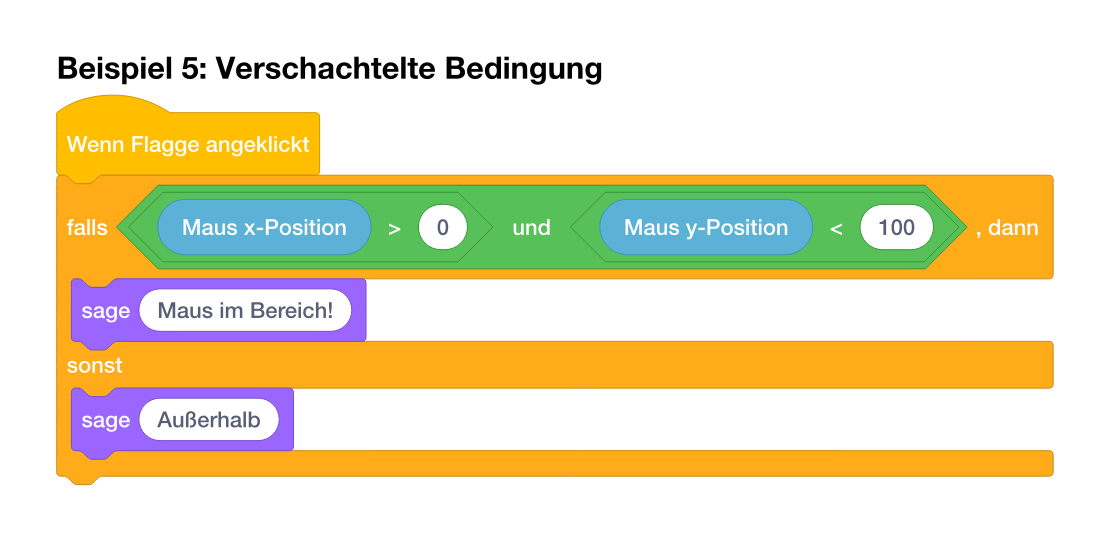 Beispiel 5: Verschachtelte Bedingung
Wenn Flagge angeklickt
falls Maus x-Position > 0 und Maus y-Position < 100 , dann
sage Maus im Bereich!
sonst
sage Außerhalb